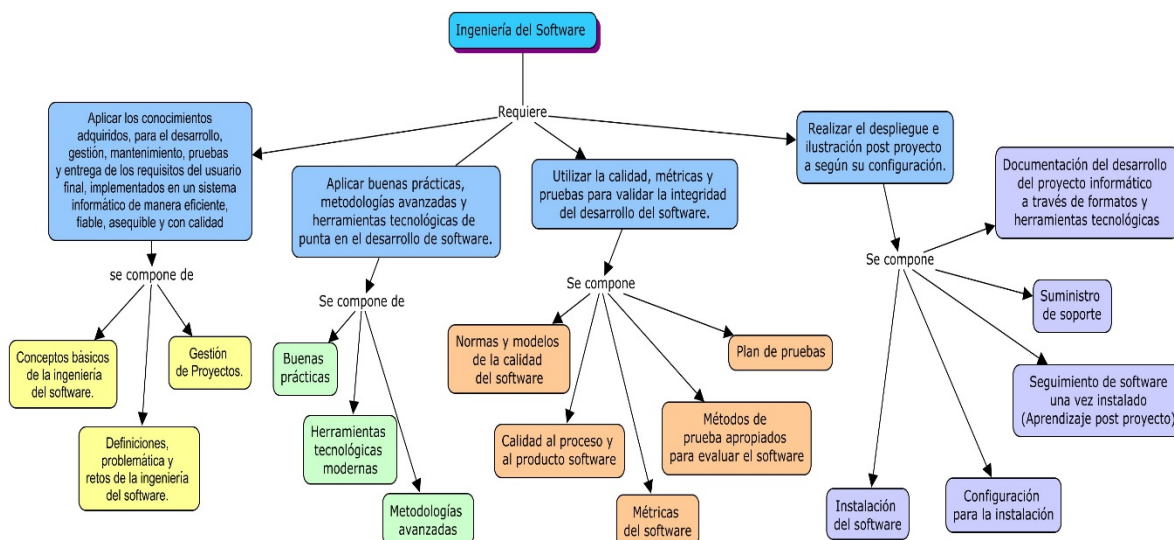 Ingeniería del Software
Requiere
Aplicar los conocimientos
adquiridos, para el desarrollo,
gestión, mantenimiento, pruebas
y entrega de los requisitos del usuario
final, implementados en un sistema
informático de manera eficiente,
fiable, asequible y con calidad
se compone de
Conceptos básicos
de la ingeniería
del software.
Definiciones,
problemática y
retos de la ingeniería
del software.
Gestión
de Proyectos.
Aplicar buenas prácticas,
metodologías avanzadas y
herramientas tecnológicas de
punta en el desarrollo de software.
Se compone de
Buenas
prácticas
Herramientas
tecnológicas
modernas
Metodologías
avanzadas
Utilizar la calidad, métricas y
pruebas para validar la integridad
del desarrollo del software.
Se compone
Normas y modelos
de la calidad
del software
Calidad al proceso y
al producto software
Métricas
del software
Métodos de
prueba apropiados
para evaluar el software
Plan de pruebas
Realizar el despliegue e
ilustración post proyecto
a según su configuración.
Se compone
Documentación del desarrollo
del proyecto informático
a través de formatos y
herramientas tecnológicas
Suministro
de soporte
Seguimiento de software
una vez instalado
(Aprendizaje post proyecto)
Configuración
para la instalación
Instalación
del software